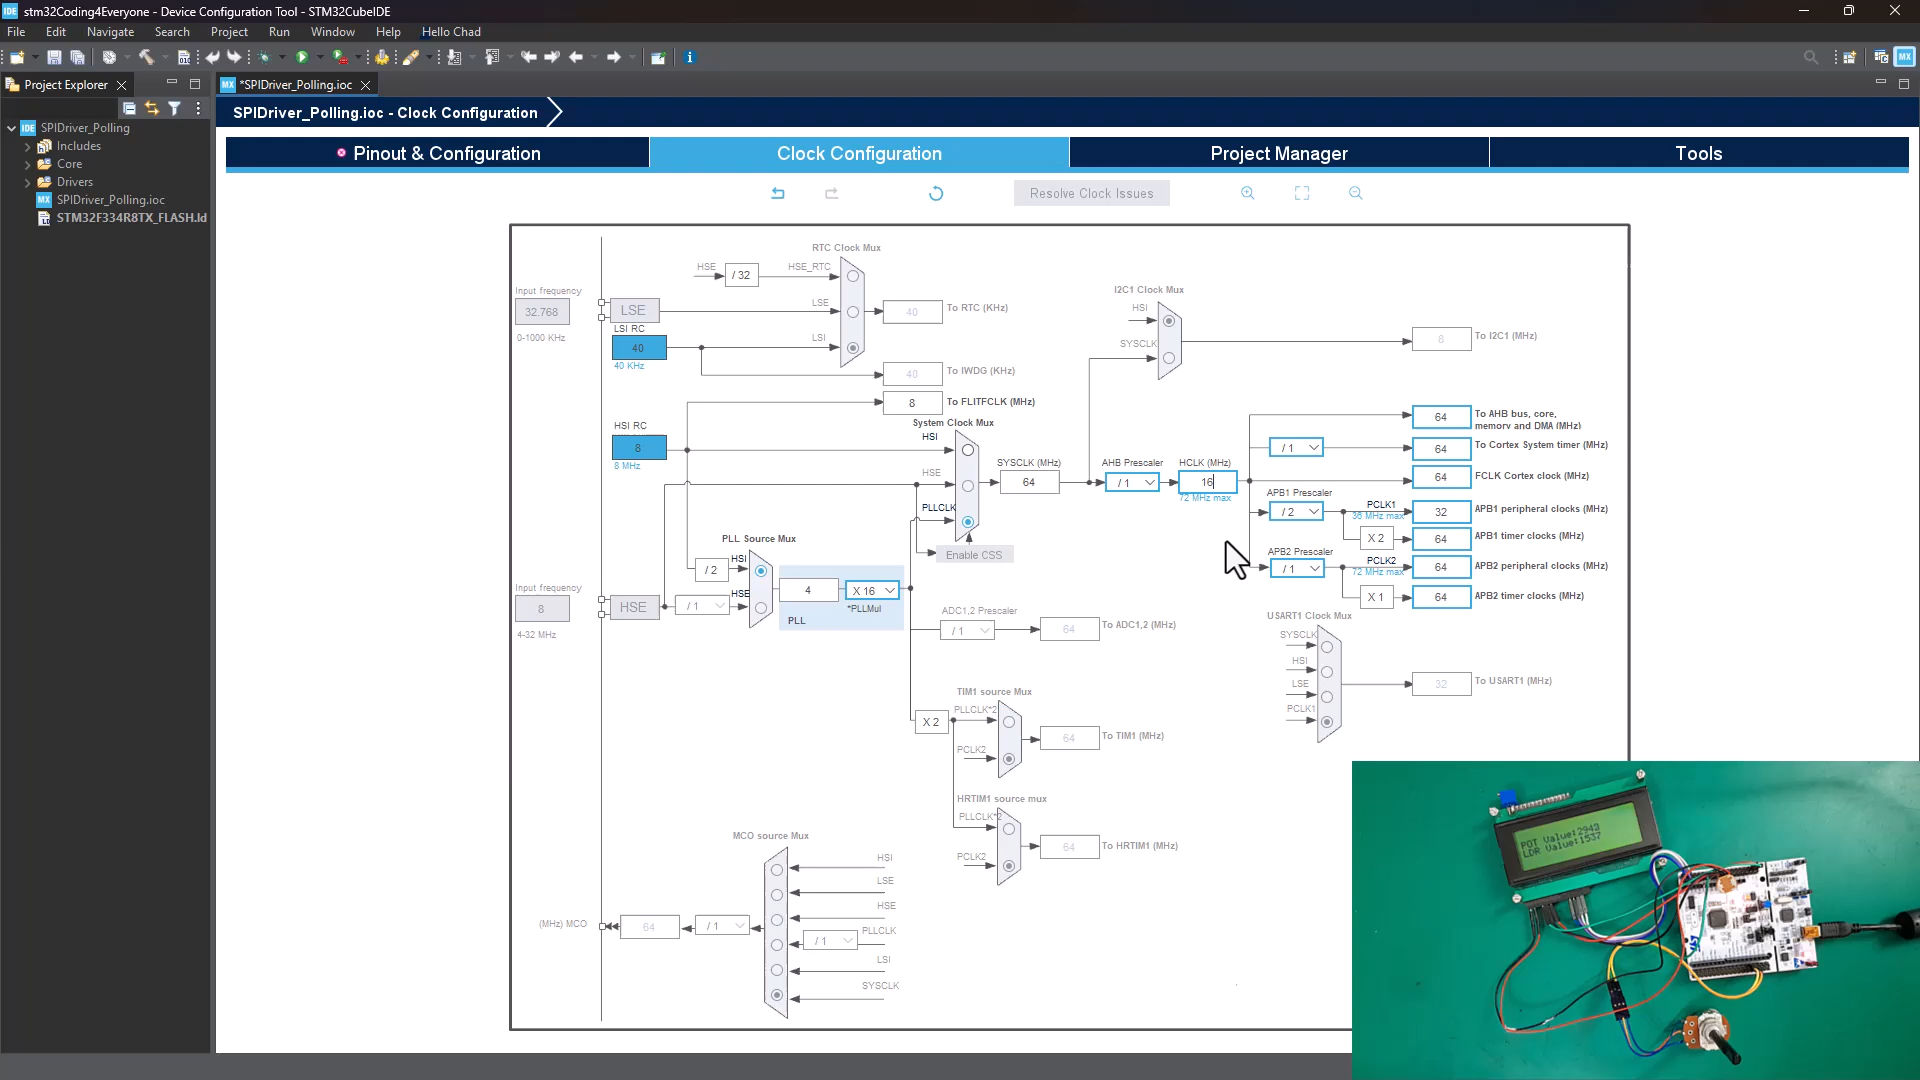 IDE stm32Coding4Everyone - Device Configuration Tool - STM32CubeIDE
File Edit Navigate Search Project Run Window Help Hello Chad
Project Explorer
MX *SPIDriver_Polling.ioc
SPIDriver_Polling.ioc - Clock Configuration
IDE SPIDriver_Polling
Includes
Core
Drivers
MX SPIDriver_Polling.ioc
STM32F334R8TX_FLASH.ld
Pinout & Configuration
Clock Configuration
Project Manager
Tools
Resolve Clock Issues
RTC Clock Mux
HSE / 32 HSE_RTC
Input frequency
32.768
0-1000 KHz
LSE
LSE
40 To RTC (KHz)
LSI RC
40
40 KHz
LSI
40 To IWDG (KHz)
8 To FLITFCLK (MHz)
I2C1 Clock Mux
HSI
SYSCLK
8 To I2C1 (MHz)
HSI RC
8
8 MHz
System Clock Mux
HSI
HSE
PLLCLK
SYSCLK (MHz)
64
AHB Prescaler
/ 1
HCLK (MHz)
16
72 MHz max
64 To AHB bus, core, memory and DMA (MHz)
/ 1 64 To Cortex System timer (MHz)
64 FCLK Cortex clock (MHz)
APB1 Prescaler
/ 2
PCLK1
36 MHz max
32 APB1 peripheral clocks (MHz)
X 2 64 APB1 timer clocks (MHz)
APB2 Prescaler
/ 1
PCLK2
72 MHz max
64 APB2 peripheral clocks (MHz)
X 1 64 APB2 timer clocks (MHz)
Enable CSS
PLL Source Mux
/ 2 HSI
Input frequency
8
4-32 MHz
HSE
/ 1 HSE
4 X 16
*PLLMul
PLL
ADC1,2 Prescaler
/ 1 64 To ADC1,2 (MHz)
USART1 Clock Mux
SYSCLK
HSI
LSE
PCLK1
32 To USART1 (MHz)
TIM1 source Mux
X 2 PLLCLK*2
PCLK2
64 To TIM1 (MHz)
HRTIM1 source mux
PLLCLK*2
PCLK2
64 To HRTIM1 (MHz)
MCO source Mux
HSI
LSE
HSE
PLLCLK
/ 1
LSI
SYSCLK
(MHz) MCO 64 / 1
POT Value:2943
LDR Value:1537